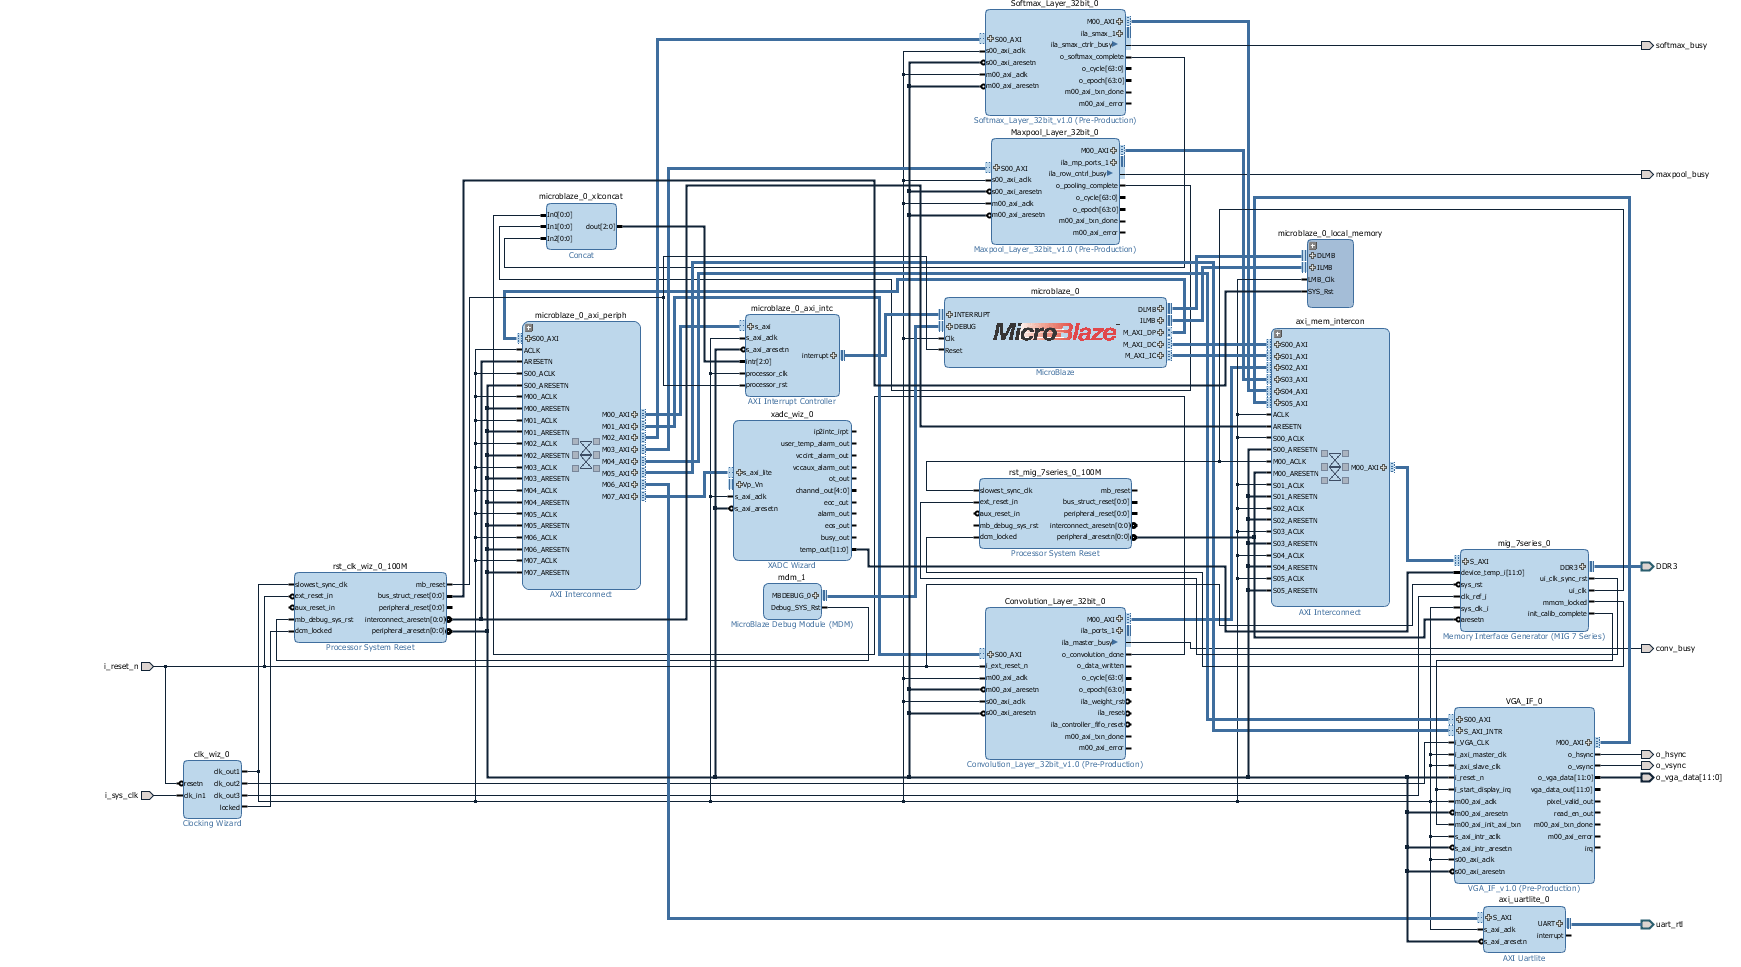 Softmax_Layer_32bit_0
S00_AXI
s00_axi_aclk
s00_axi_aresetn
m00_axi_aclk
m00_axi_aresetn
M00_AXI
ila_smax_1
ila_smax_ctrlr_busy
o_softmax_complete
o_cycle[63:0]
o_epoch[63:0]
m00_axi_txn_done
m00_axi_error
Softmax_Layer_32bit_v1.0 (Pre-Production)
softmax_busy
Maxpool_Layer_32bit_0
S00_AXI
s00_axi_aclk
s00_axi_aresetn
m00_axi_aclk
m00_axi_aresetn
M00_AXI
ila_mp_ports_1
ila_row_cntrl_busy
o_pooling_complete
o_cycle[63:0]
o_epoch[63:0]
m00_axi_txn_done
m00_axi_error
Maxpool_Layer_32bit_v1.0 (Pre-Production)
maxpool_busy
microblaze_0_xlconcat
In0[0:0]
In1[0:0]
In2[0:0]
dout[2:0]
Concat
microblaze_0_local_memory
DLMB
ILMB
LMB_Clk
SYS_Rst
microblaze_0
INTERRUPT
DEBUG
Clk
Reset
MicroBlaze
DLMB
ILMB
M_AXI_DP
M_AXI_DC
M_AXI_IC
MicroBlaze
microblaze_0_axi_intc
s_axi
s_axi_aclk
s_axi_aresetn
intr[2:0]
processor_clk
processor_rst
interrupt
AXI Interrupt Controller
microblaze_0_axi_periph
S00_AXI
ACLK
ARESETN
S00_ACLK
S00_ARESETN
M00_ACLK
M00_ARESETN
M01_ACLK
M01_ARESETN
M02_ACLK
M02_ARESETN
M03_ACLK
M03_ARESETN
M04_ACLK
M04_ARESETN
M05_ACLK
M05_ARESETN
M06_ACLK
M06_ARESETN
M07_ACLK
M07_ARESETN
M00_AXI
M01_AXI
M02_AXI
M03_AXI
M04_AXI
M05_AXI
M06_AXI
M07_AXI
AXI Interconnect
axi_mem_intercon
S00_AXI
S01_AXI
S02_AXI
S03_AXI
S04_AXI
S05_AXI
ACLK
ARESETN
S00_ACLK
S00_ARESETN
M00_ACLK
M00_ARESETN
S01_ACLK
S01_ARESETN
S02_ACLK
S02_ARESETN
S03_ACLK
S03_ARESETN
S04_ACLK
S04_ARESETN
S05_ACLK
S05_ARESETN
M00_AXI
AXI Interconnect
xadc_wiz_0
s_axi_lite
Vp_Vn
s_axi_aclk
s_axi_aresetn
ip2intc_irpt
user_temp_alarm_out
vccint_alarm_out
vccaux_alarm_out
ot_out
channel_out[4:0]
eoc_out
alarm_out
eos_out
busy_out
temp_out[11:0]
XADC Wizard
rst_mig_7series_0_100M
slowest_sync_clk
ext_reset_in
aux_reset_in
mb_debug_sys_rst
dcm_locked
mb_reset
bus_struct_reset[0:0]
peripheral_reset[0:0]
interconnect_aresetn[0:0]
peripheral_aresetn[0:0]
Processor System Reset
mig_7series_0
S_AXI
device_temp_i[11:0]
sys_rst
clk_ref_i
sys_clk_i
aresetn
DDR3
ui_clk_sync_rst
ui_clk
mmcm_locked
init_calib_complete
Memory Interface Generator (MIG 7 Series)
DDR3
rst_clk_wiz_0_100M
slowest_sync_clk
ext_reset_in
aux_reset_in
mb_debug_sys_rst
dcm_locked
mb_reset
bus_struct_reset[0:0]
peripheral_reset[0:0]
interconnect_aresetn[0:0]
peripheral_aresetn[0:0]
Processor System Reset
mdm_1
MBDEBUG_0
Debug_SYS_Rst
MicroBlaze Debug Module (MDM)
Convolution_Layer_32bit_0
S00_AXI
i_ext_reset_n
m00_axi_aclk
m00_axi_aresetn
s00_axi_aclk
s00_axi_aresetn
M00_AXI
ila_ports_1
ila_master_busy
o_convolution_done
o_data_written
o_cycle[63:0]
o_epoch[63:0]
ila_weight_rst
ila_reset
ila_controller_fifo_reset
m00_axi_txn_done
m00_axi_error
Convolution_Layer_32bit_v1.0 (Pre-Production)
conv_busy
i_reset_n
i_sys_clk
clk_wiz_0
resetn
clk_in1
clk_out1
clk_out2
clk_out3
locked
Clocking Wizard
VGA_IF_0
S00_AXI
S_AXI_INTR
i_VGA_CLK
i_axi_master_clk
i_axi_slave_clk
i_reset_n
i_start_display_irq
m00_axi_aclk
m00_axi_aresetn
m00_axi_init_axi_txn
s_axi_intr_aclk
s_axi_intr_aresetn
s00_axi_aclk
s00_axi_aresetn
M00_AXI
o_hsync
o_vsync
o_vga_data[11:0]
vga_data_out[11:0]
pixel_valid_out
read_en_out
m00_axi_txn_done
m00_axi_error
irq
VGA_IF_v1.0 (Pre-Production)
o_hsync
o_vsync
o_vga_data[11:0]
axi_uartlite_0
S_AXI
s_axi_aclk
s_axi_aresetn
UART
interrupt
AXI Uartlite
uart_rtl